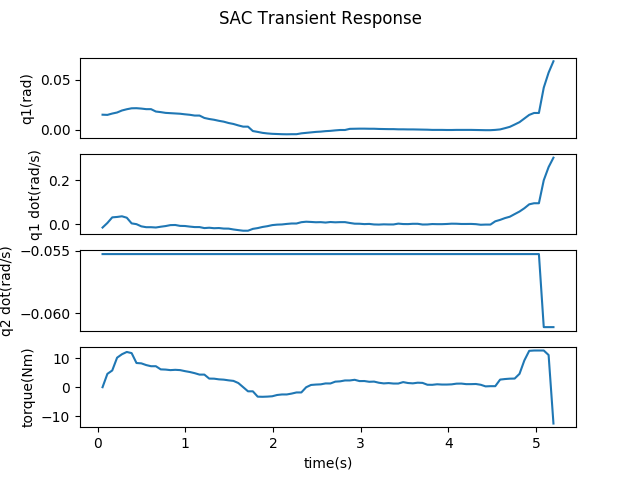 SAC Transient Response
q1(rad)
0.05
0.00
q1 dot(rad/s)
0.2
0.0
q2 dot(rad/s)
−0.055
−0.060
torque(Nm)
10
0
−10
0 1 2 3 4 5
time(s)